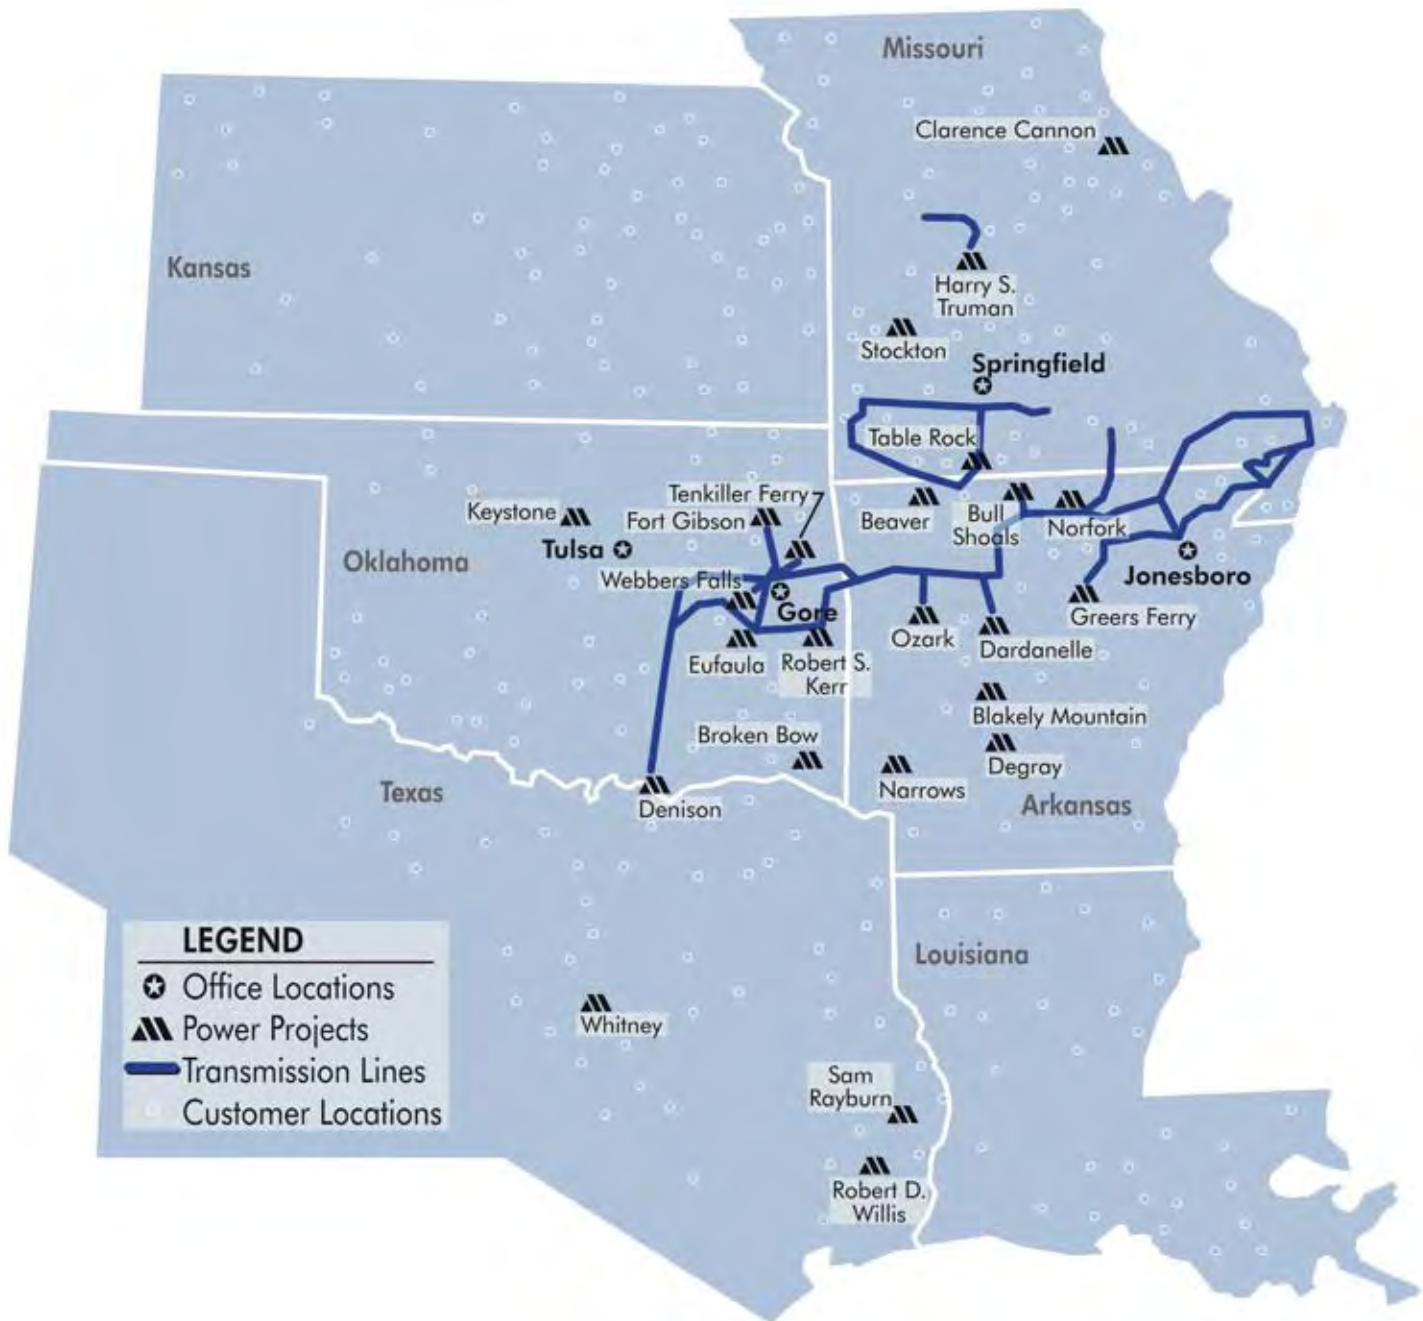 Missouri
Clarence Cannon
Kansas
Harry S.
Truman
Stockton
Springfield
Table Rock
Tenkiller Ferry
Keystone
Fort Gibson
Beaver
Bull
Shoals
Norfork
Tulsa
Oklahoma
Webbers Falls
Jonesboro
Gore
Greers Ferry
Ozark
Dardanelle
Eufaula
Robert S.
Kerr
Blakely Mountain
Broken Bow
Degray
Narrows
Texas
Denison
Arkansas
LEGEND
Office Locations
Power Projects
Transmission Lines
Customer Locations
Louisiana
Whitney
Sam
Rayburn
Robert D.
Willis